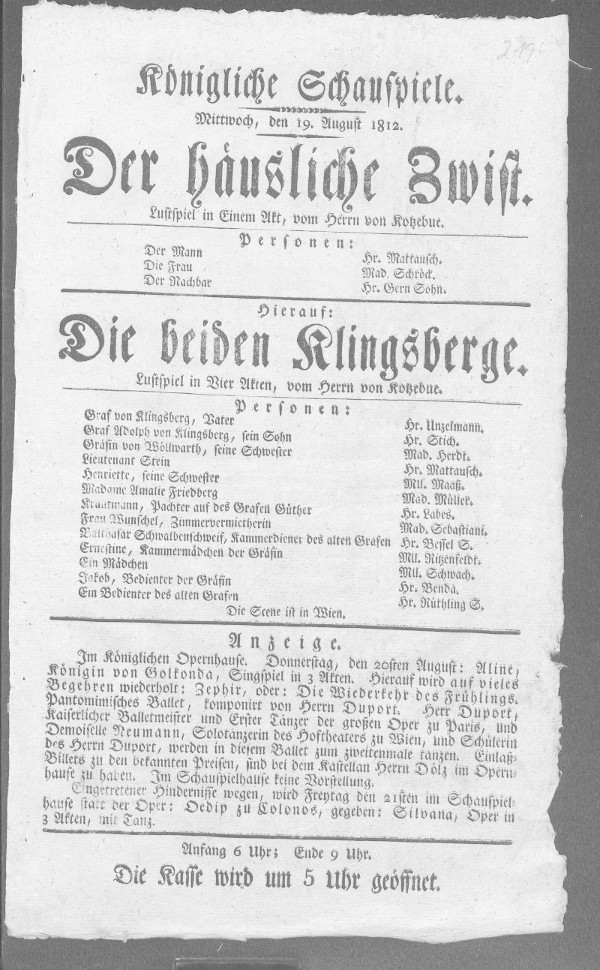 219.
Königliche Schauspiele.
Mittwoch, den 19. August 1812.
Der häusliche Zwist.
Lustspiel in Einem Akt, vom Herrn von Kotzebue.
Personen:
Der Mann Hr. Mattausch.
Die Frau Mad. Schröck.
Der Nachbar Hr. Gern Sohn.
Hierauf:
Die beiden Klingsberge.
Lustspiel in Vier Akten, vom Herrn von Kotzebue.
Personen:
Graf von Klingsberg, Vater Hr. Unzelmann.
Graf Adolph von Klingsberg, sein Sohn Hr. Stich.
Gräfin von Wöllwarth, seine Schwester Mad. Herdt.
Lieutenant Stein Hr. Mattausch.
Henriette, seine Schwester Mll. Maaß.
Madame Amalie Friedberg Mad. Müller.
Krautmann, Pachter auf des Grafen Güther Hr. Labes.
Frau Wunschel, Zimmervermietherin Mad. Sebastiani.
Balthasar Schwalbenschweif, Kammerdiener des alten Grafen Hr. Bessel S.
Ernestine, Kammermädchen der Gräfin Mll. Ritzenfeldt.
Ein Mädchen Mll. Schwach.
Jakob, Bedienter der Gräfin Hr. Benda.
Ein Bedienter des alten Grafen Hr. Rüthling S.
Die Scene ist in Wien.
Anzeige.
Im Königlichen Opernhause. Donnerstag, den 20sten August: Aline,
Königin von Golkonda, Singspiel in 3 Akten. Hierauf wird auf vieles
Begehren wiederholt: Zephir, oder: Die Wiederkehr des Frühlings.
Pantomimisches Ballet, komponirt von Herrn Duport. Herr Duport,
Kaiserlicher Balletmeister und Erster Tänzer der großen Oper zu Paris, und
Demoiselle Neumann, Solotänzerin des Hoftheaters zu Wien, und Schülerin
des Herrn Duport, werden in diesem Ballet zum zweitenmale tanzen. Einlaß-
Billets zu den bekannten Preisen, sind bei dem Kastellan Herrn Dölz im Opern-
hause zu haben. Im Schauspielhause keine Vorstellung.
Eingetretener Hindernisse wegen, wird Freytag den 21sten im Schauspiel-
hause statt der Oper: Oedip zu Colonos, gegeben: Silvana, Oper in
3 Akten, mit Tanz.
Anfang 6 Uhr; Ende 9 Uhr.
Die Kasse wird um 5 Uhr geöffnet.